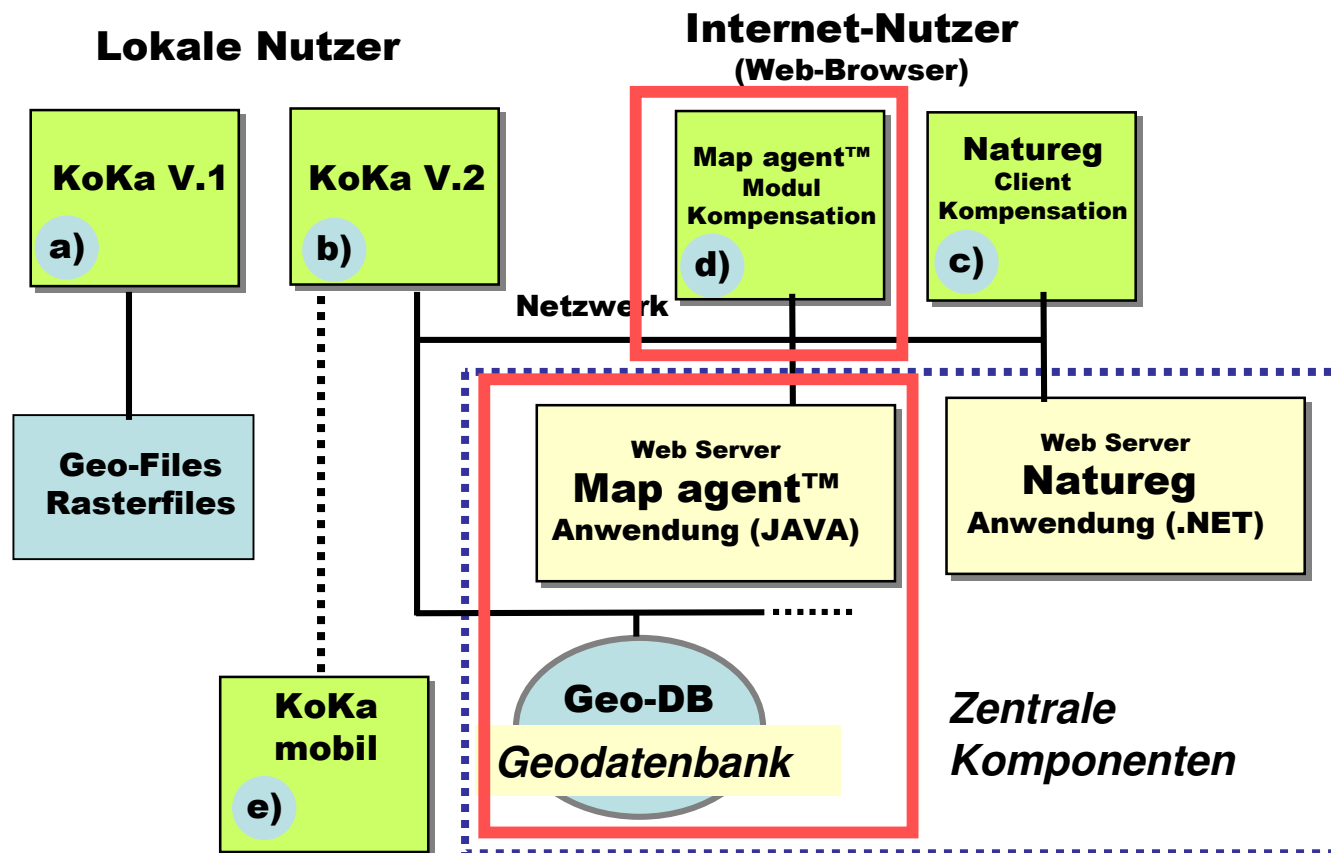 Lokale Nutzer
Internet-Nutzer
(Web-Browser)
KoKa V.1
a)
KoKa V.2
b)
Map agent™
Modul
Kompensation
d)
Natureg
Client
Kompensation
c)
Netzwerk
Geo-Files
Rasterfiles
Web Server
Map agent™
Anwendung (JAVA)
Web Server
Natureg
Anwendung (.NET)
KoKa
mobil
e)
Geo-DB
Geodatenbank
Zentrale
Komponenten